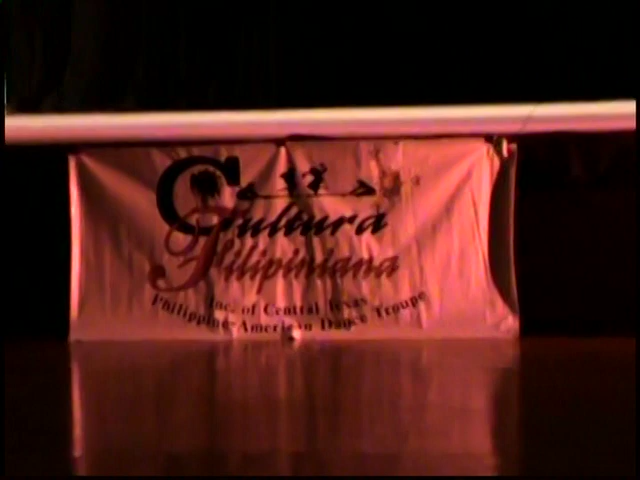 Cultura
Filipiniana
Inc. of Central Texas
Philippine-American Dance Troupe